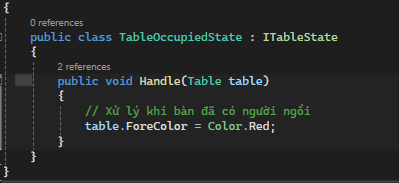 {
0 references
public class TableOccupiedState : ITableState
{
2 references
public void Handle(Table table)
{
// Xử lý khi bàn đã có người ngồi
table.ForeColor = Color.Red;
}
}
}